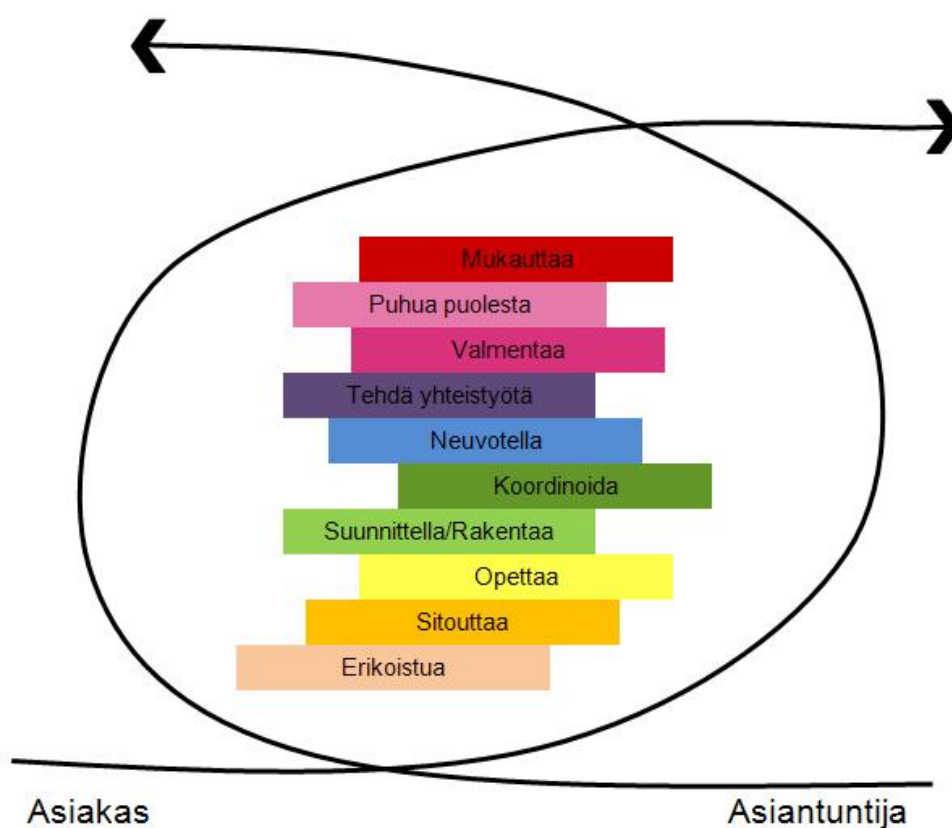 Mukauttaa
Puhua puolesta
Valmentaa
Tehdä yhteistyötä
Neuvotella
Koordinoida
Suunnittella/Rakentaa
Opettaa
Sitouttaa
Erikoistua
Asiakas
Asiantuntija